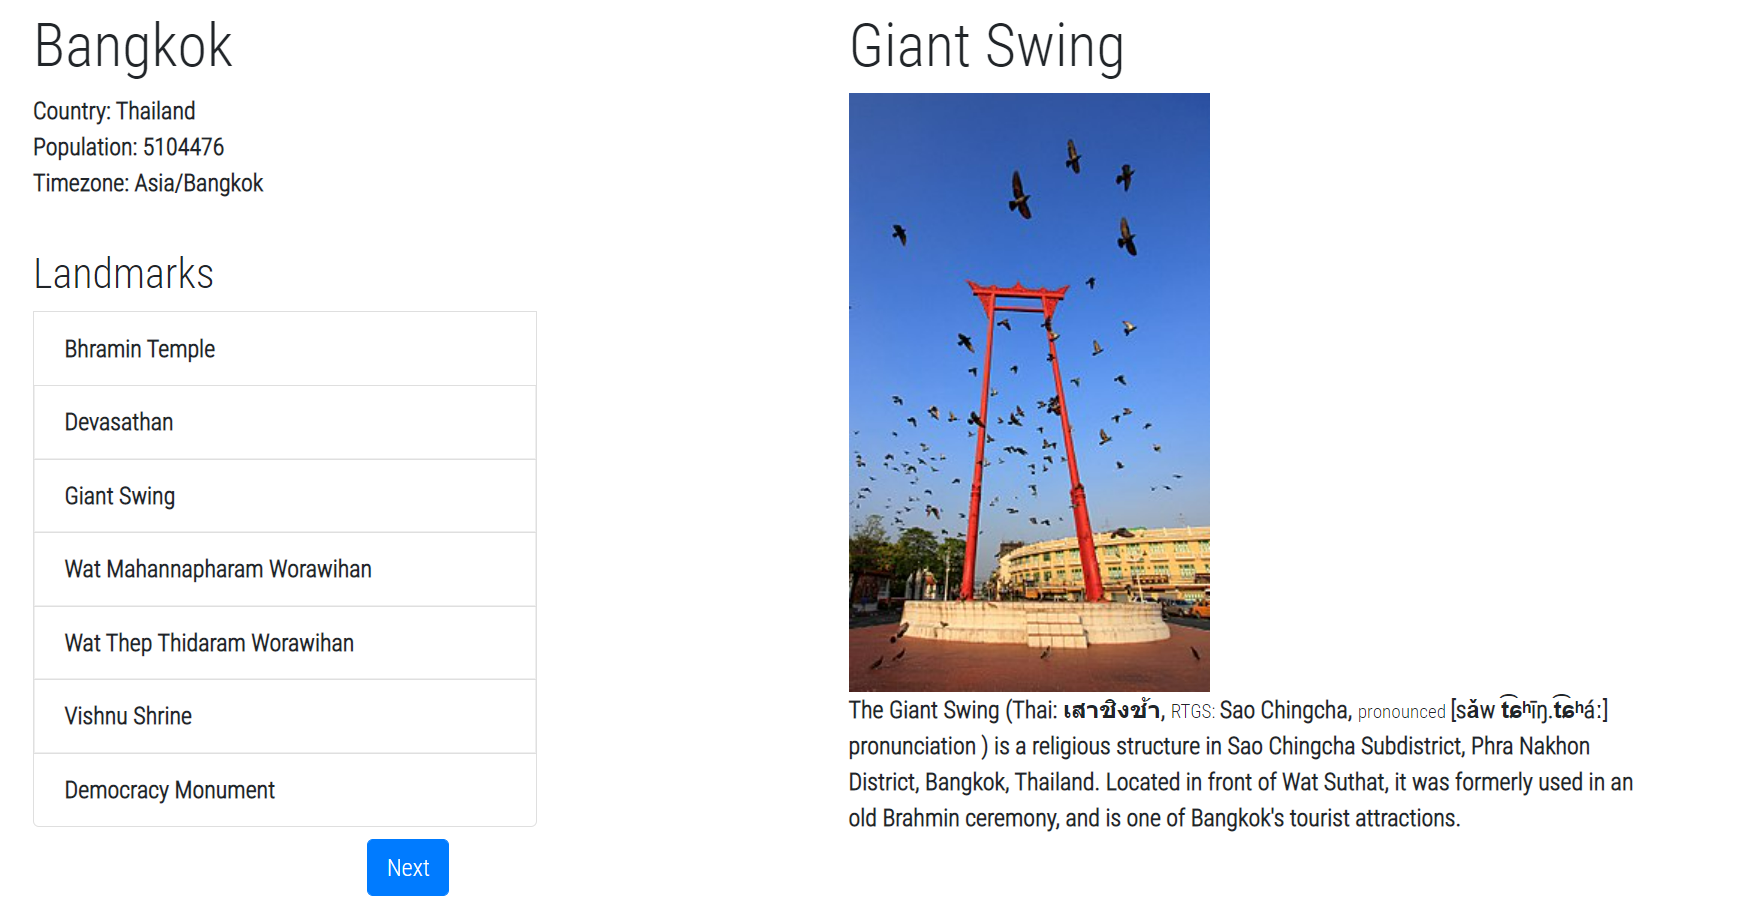 Bangkok
Country: Thailand
Population: 5104476
Timezone: Asia/Bangkok
Landmarks
Bhramin Temple
Devasathan
Giant Swing
Wat Mahannapharam Worawihan
Wat Thep Thidaram Worawihan
Vishnu Shrine
Democracy Monument
Next
Giant Swing
The Giant Swing (Thai: เสาชิงช้า, RTGS: Sao Chingcha, pronounced [sǎw t͡ɕʰīŋ.t͡ɕʰáː]
pronunciation ) is a religious structure in Sao Chingcha Subdistrict, Phra Nakhon
District, Bangkok, Thailand. Located in front of Wat Suthat, it was formerly used in an
old Brahmin ceremony, and is one of Bangkok's tourist attractions.